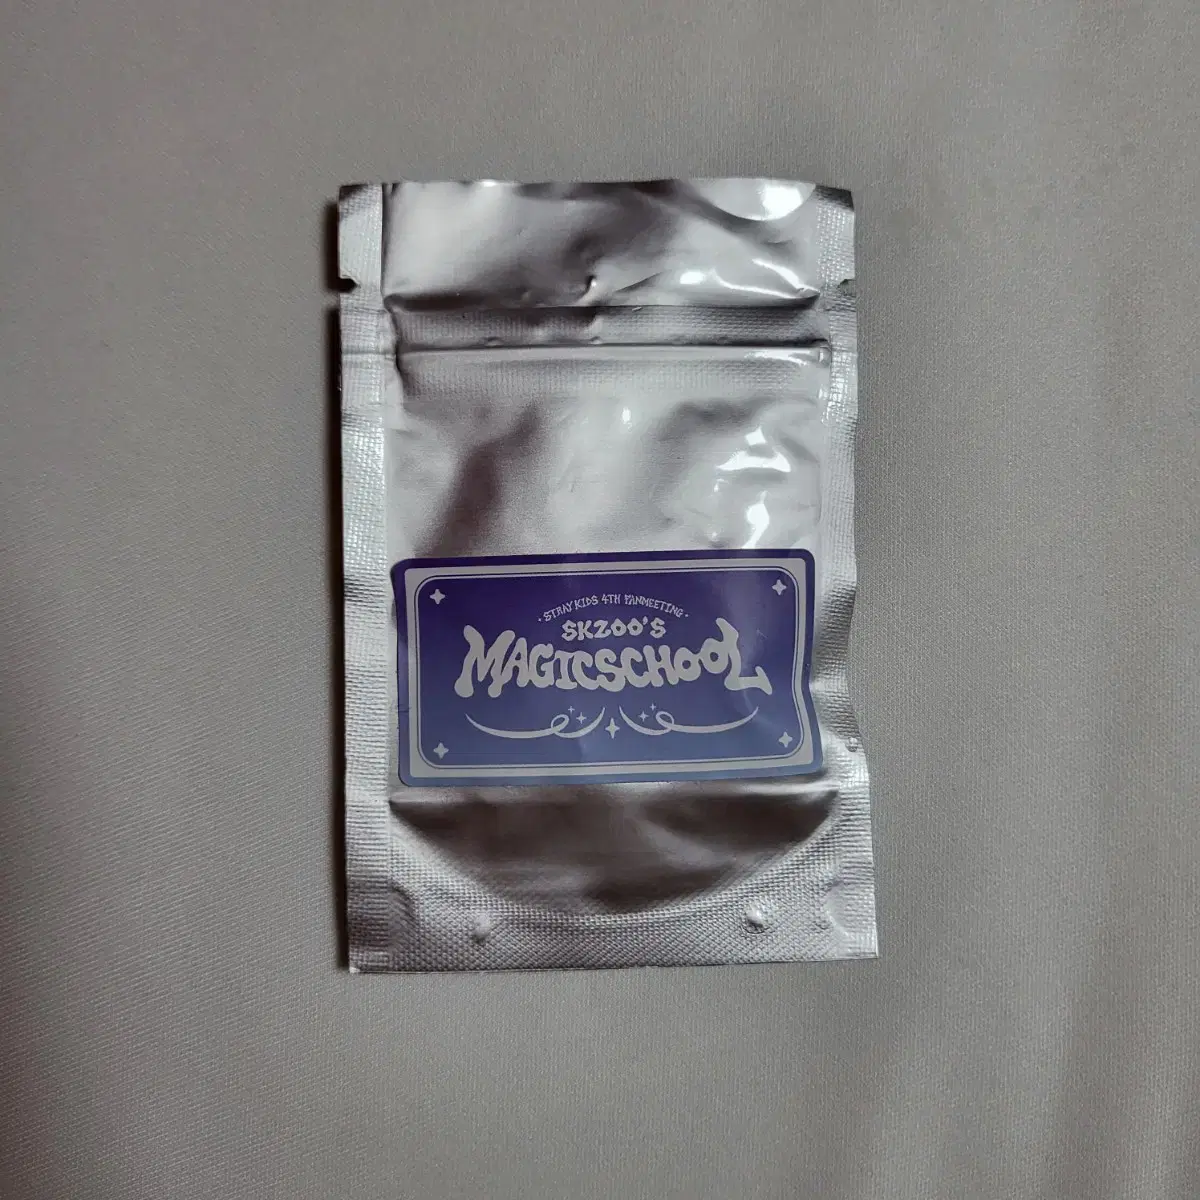 · STRAY KIDS 4TH FANMEETING ·
SKZOO'S
MAGICSCHOOL